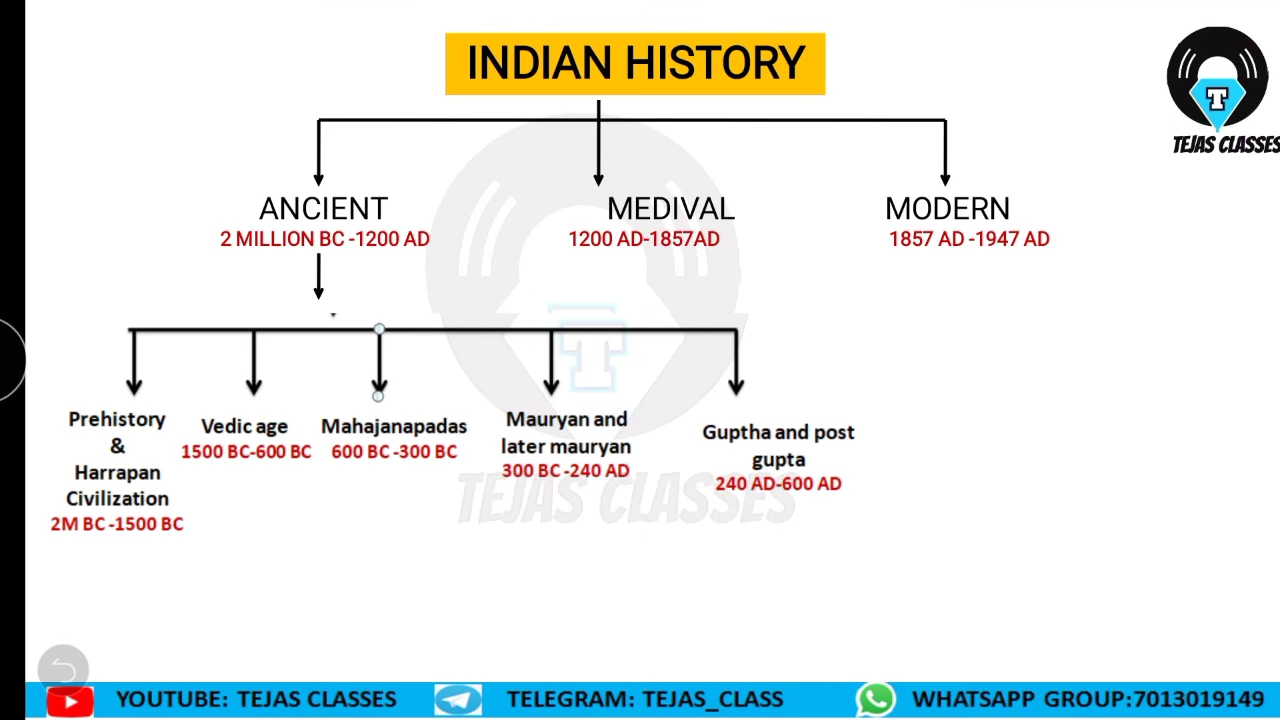 INDIAN HISTORY
T
TEJAS CLASSES
ANCIENT
2 MILLION BC -1200 AD
MEDIVAL
1200 AD-1857AD
MODERN
1857 AD -1947 AD
Prehistory
&
Harrapan
Civilization
2M BC -1500 BC
Vedic age
1500 BC-600 BC
Mahajanapadas
600 BC -300 BC
Mauryan and
later mauryan
300 BC -240 AD
Guptha and post
gupta
240 AD-600 AD
T
TEJAS CLASSES
YOUTUBE: TEJAS CLASSES
TELEGRAM: TEJAS_CLASS
WHATSAPP GROUP:7013019149